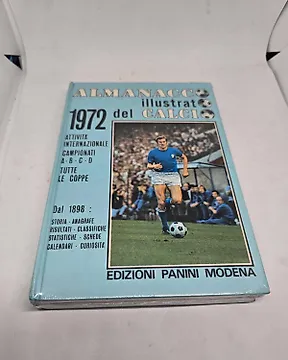 ALMANACCO
illustrato
1972 del CALCIO
ATTIVITÀ
INTERNAZIONALE
CAMPIONATI
A-B-C-D
TUTTE
LE COPPE
Dal 1898 :
STORIA - ANAGRAFE
RISULTATI - CLASSIFICHE
STATISTICHE - SCHEDE
CALENDARI - CURIOSITÀ
EDIZIONI PANINI MODENA